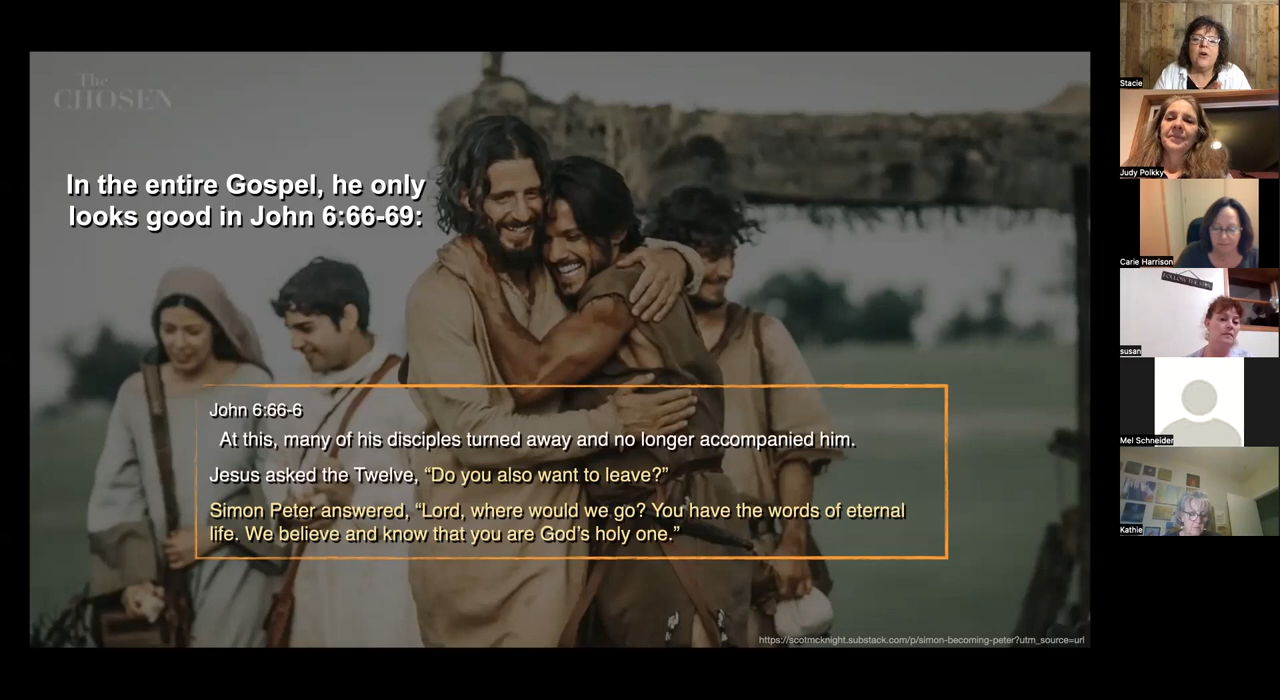 The
CHOSEN
In the entire Gospel, he only
looks good in John 6:66-69:
John 6:66-6
At this, many of his disciples turned away and no longer accompanied him.
Jesus asked the Twelve, “Do you also want to leave?”
Simon Peter answered, “Lord, where would we go? You have the words of eternal
life. We believe and know that you are God’s holy one.”
https://scotmcknight.substack.com/p/simon-becoming-peter?utm_source=url
Stacie
Judy Polkky
Carie Harrison
susan
Mel Schneider
Kathie